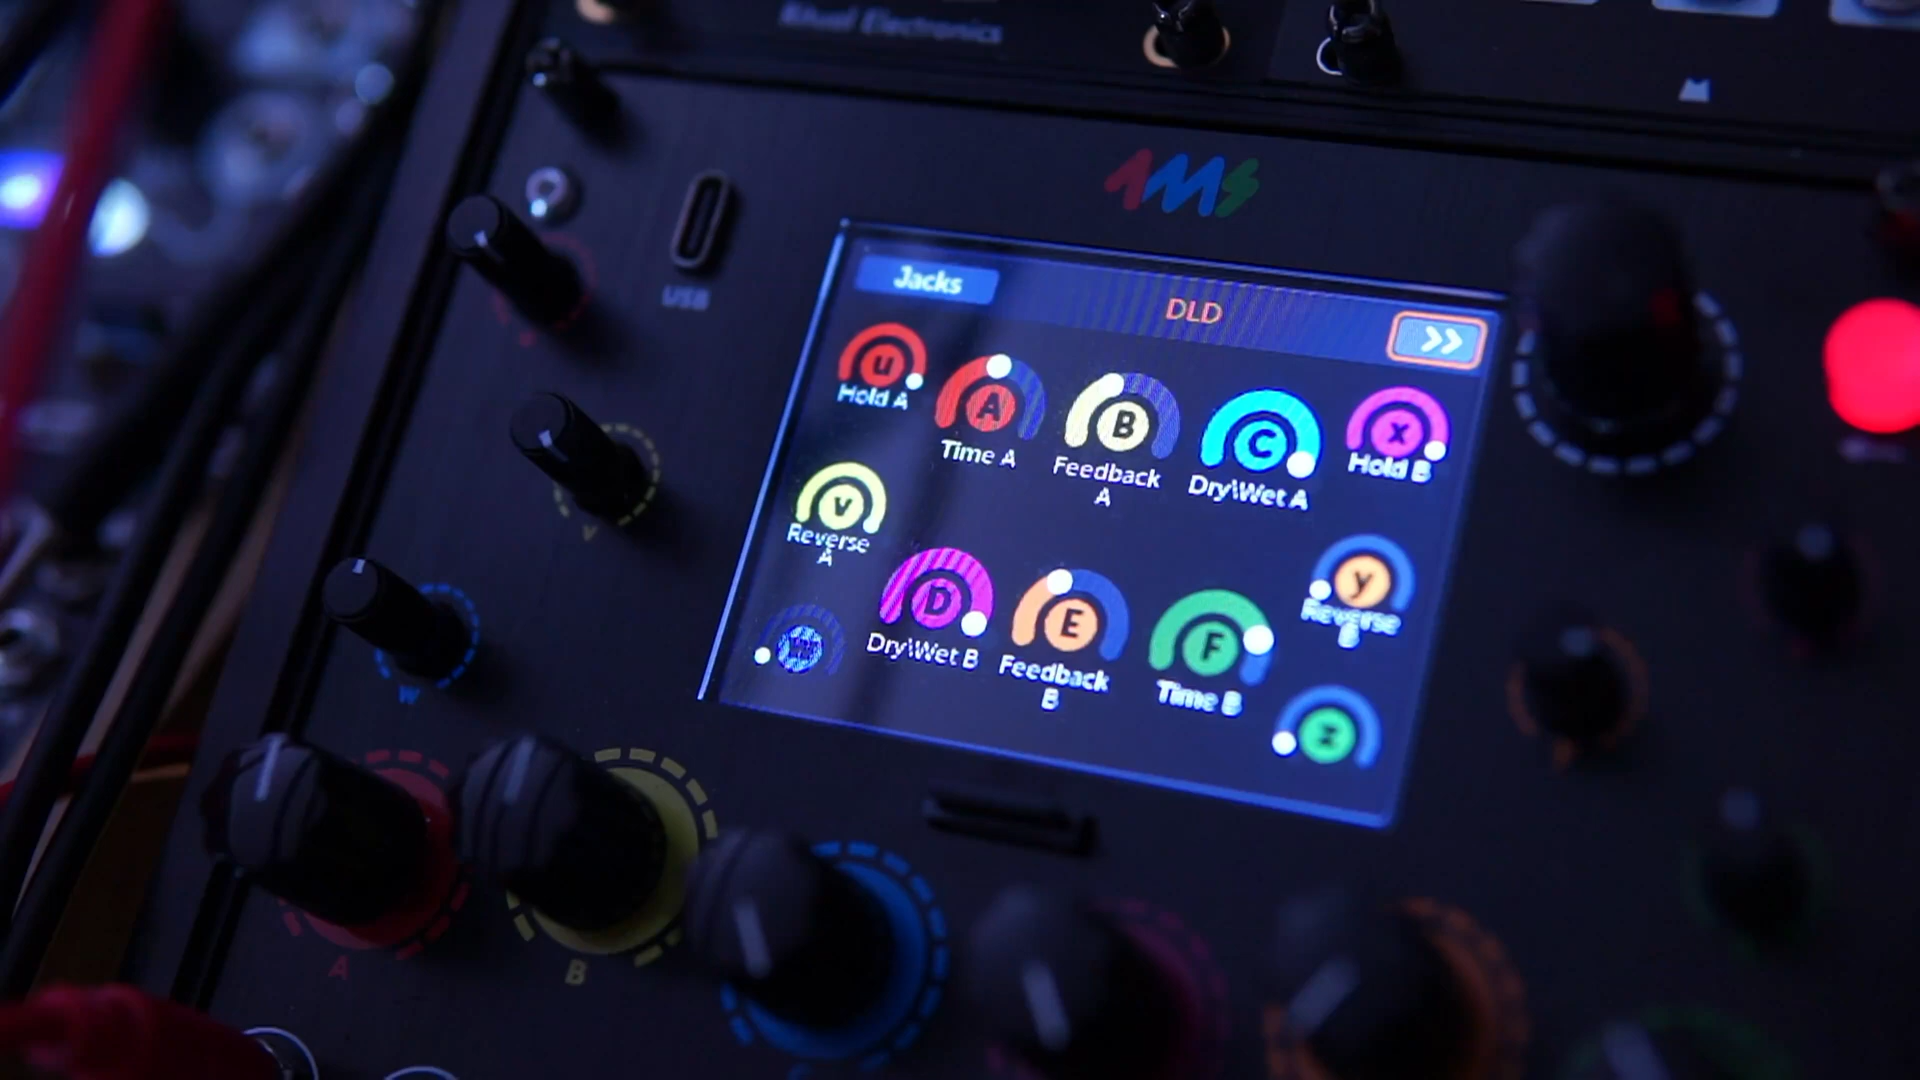 Ritual Electronics
4MS
USB
Jacks
DLD
u
Hold A
A
Time A
B
Feedback
A
C
Dry\Wet A
x
Hold B
v
Reverse
A
D
Dry\Wet B
E
Feedback
B
F
Time B
y
Reverse
B
z
V
W
A
B